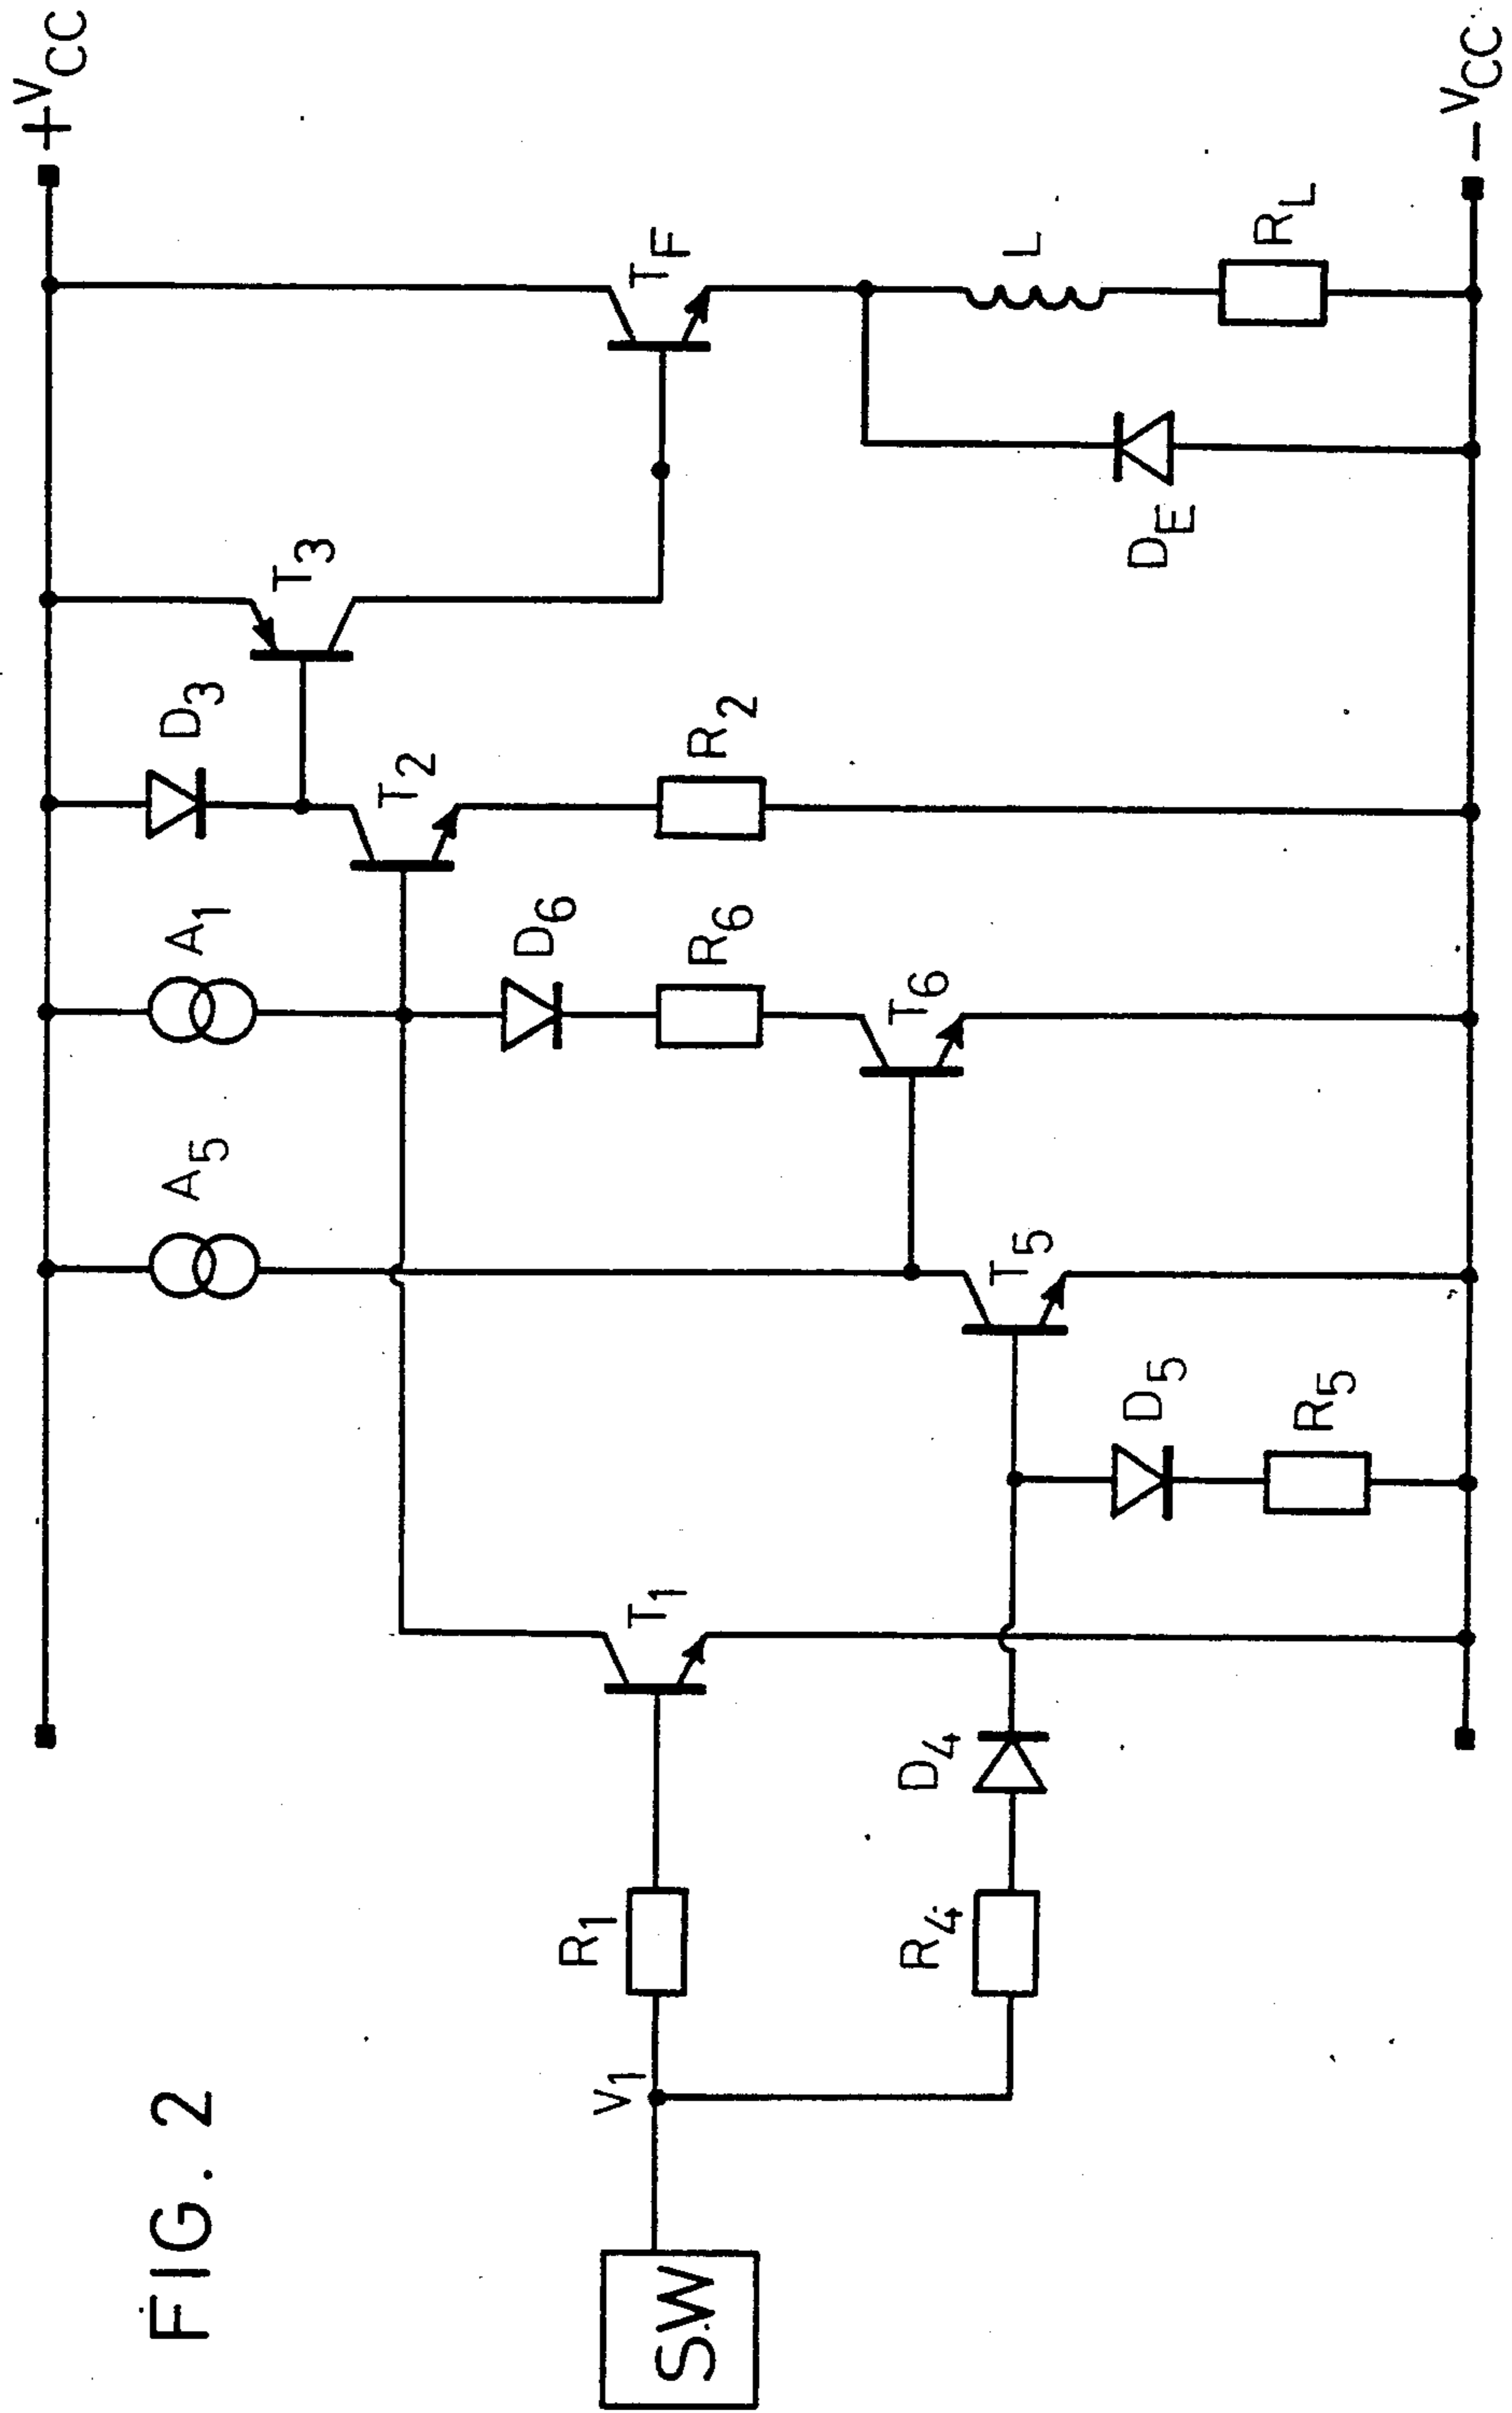 FIG. 2
S.W
V1
R1
R4
D4
T1
D5
R5
A5
T5
A1
D6
R6
T6
D3
T2
R2
T3
DE
TF
L
RL
+VCC
-VCC